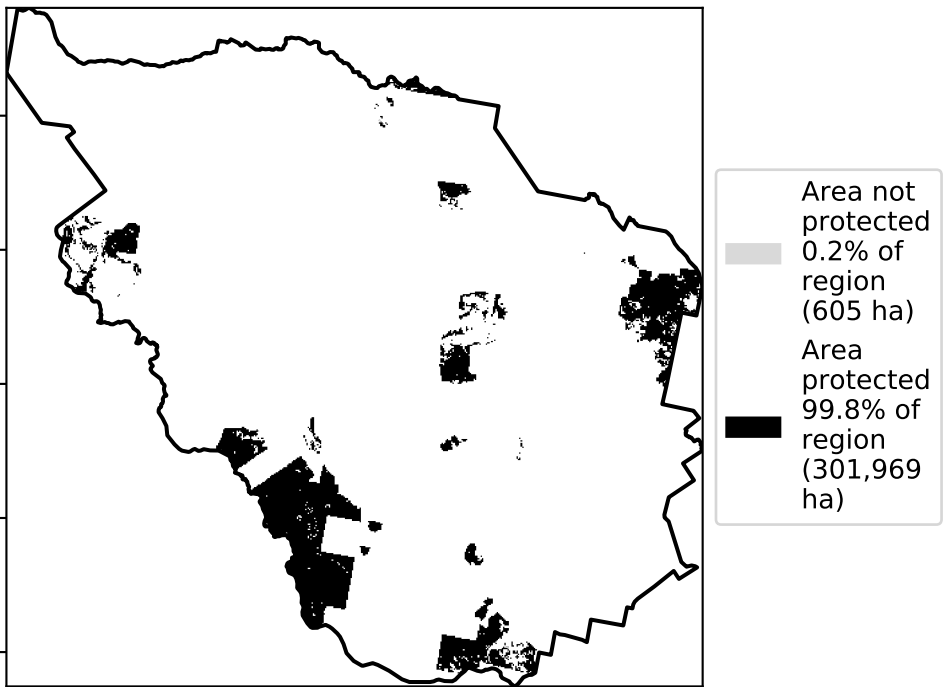 Area not
protected
0.2% of
region
(605 ha)
Area
protected
99.8% of
region
(301,969
ha)